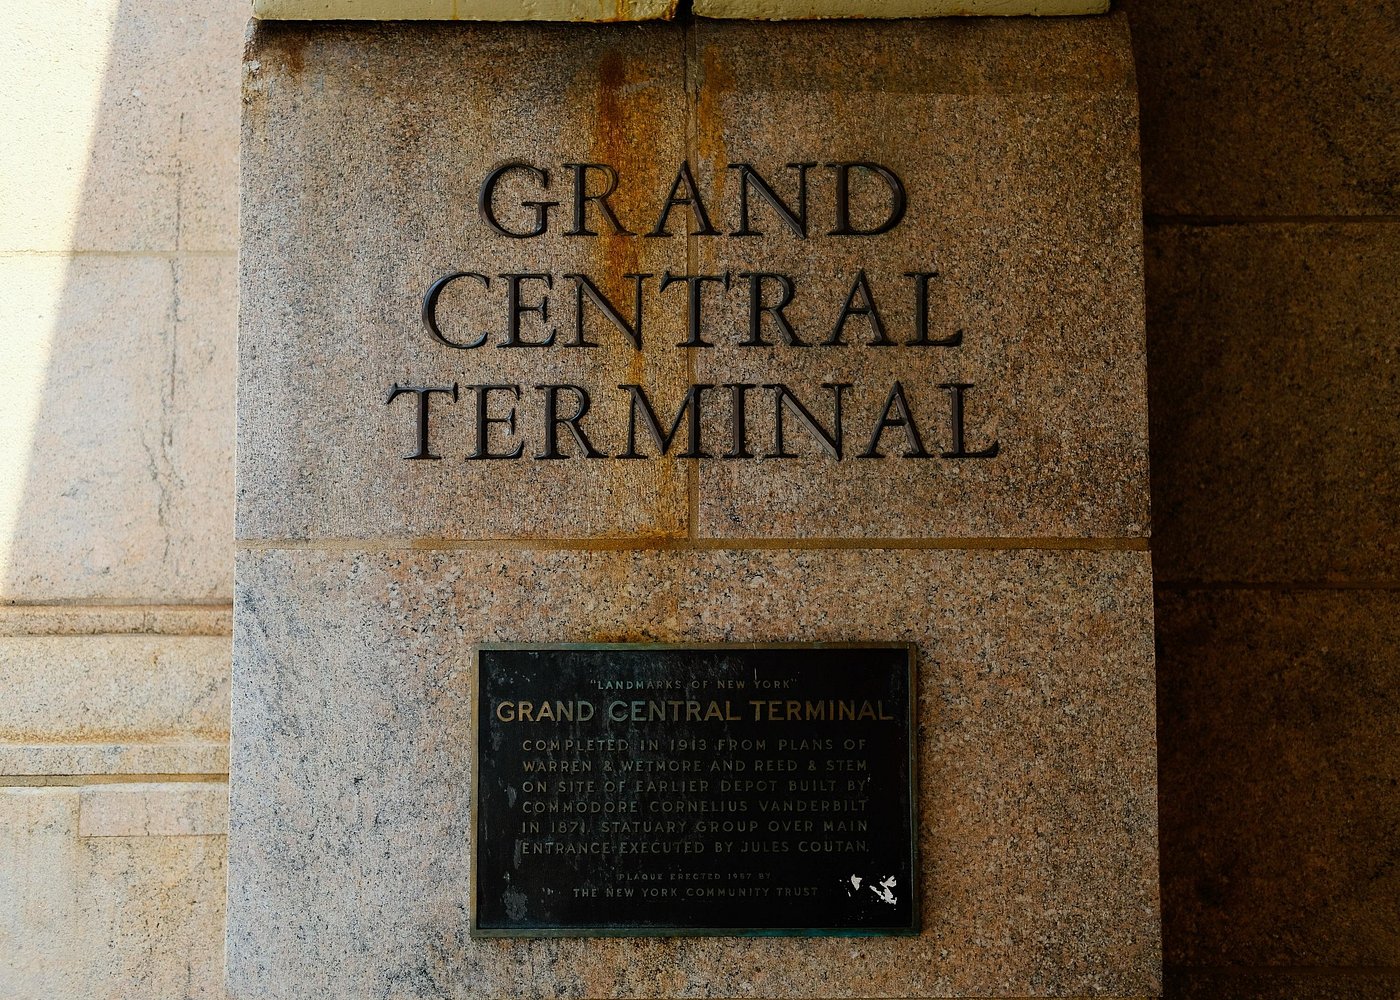 GRAND
CENTRAL
TERMINAL
"LANDMARKS OF NEW YORK"
GRAND CENTRAL TERMINAL
COMPLETED IN 1913 FROM PLANS OF
WARREN & WETMORE AND REED & STEM
ON SITE OF EARLIER DEPOT BUILT BY
COMMODORE CORNELIUS VANDERBILT
IN 1871. STATUARY GROUP OVER MAIN
ENTRANCE EXECUTED BY JULES COUTAN.
PLAQUE ERECTED 1957 BY
THE NEW YORK COMMUNITY TRUST